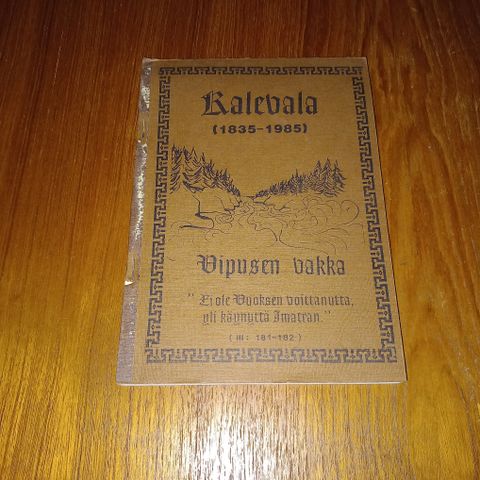 Kalevala
(1835-1985)
Vipusen vakka
"Ei ole Vuoksen voittanutta,
yli käynyttä Imatran."
(III: 181-182)